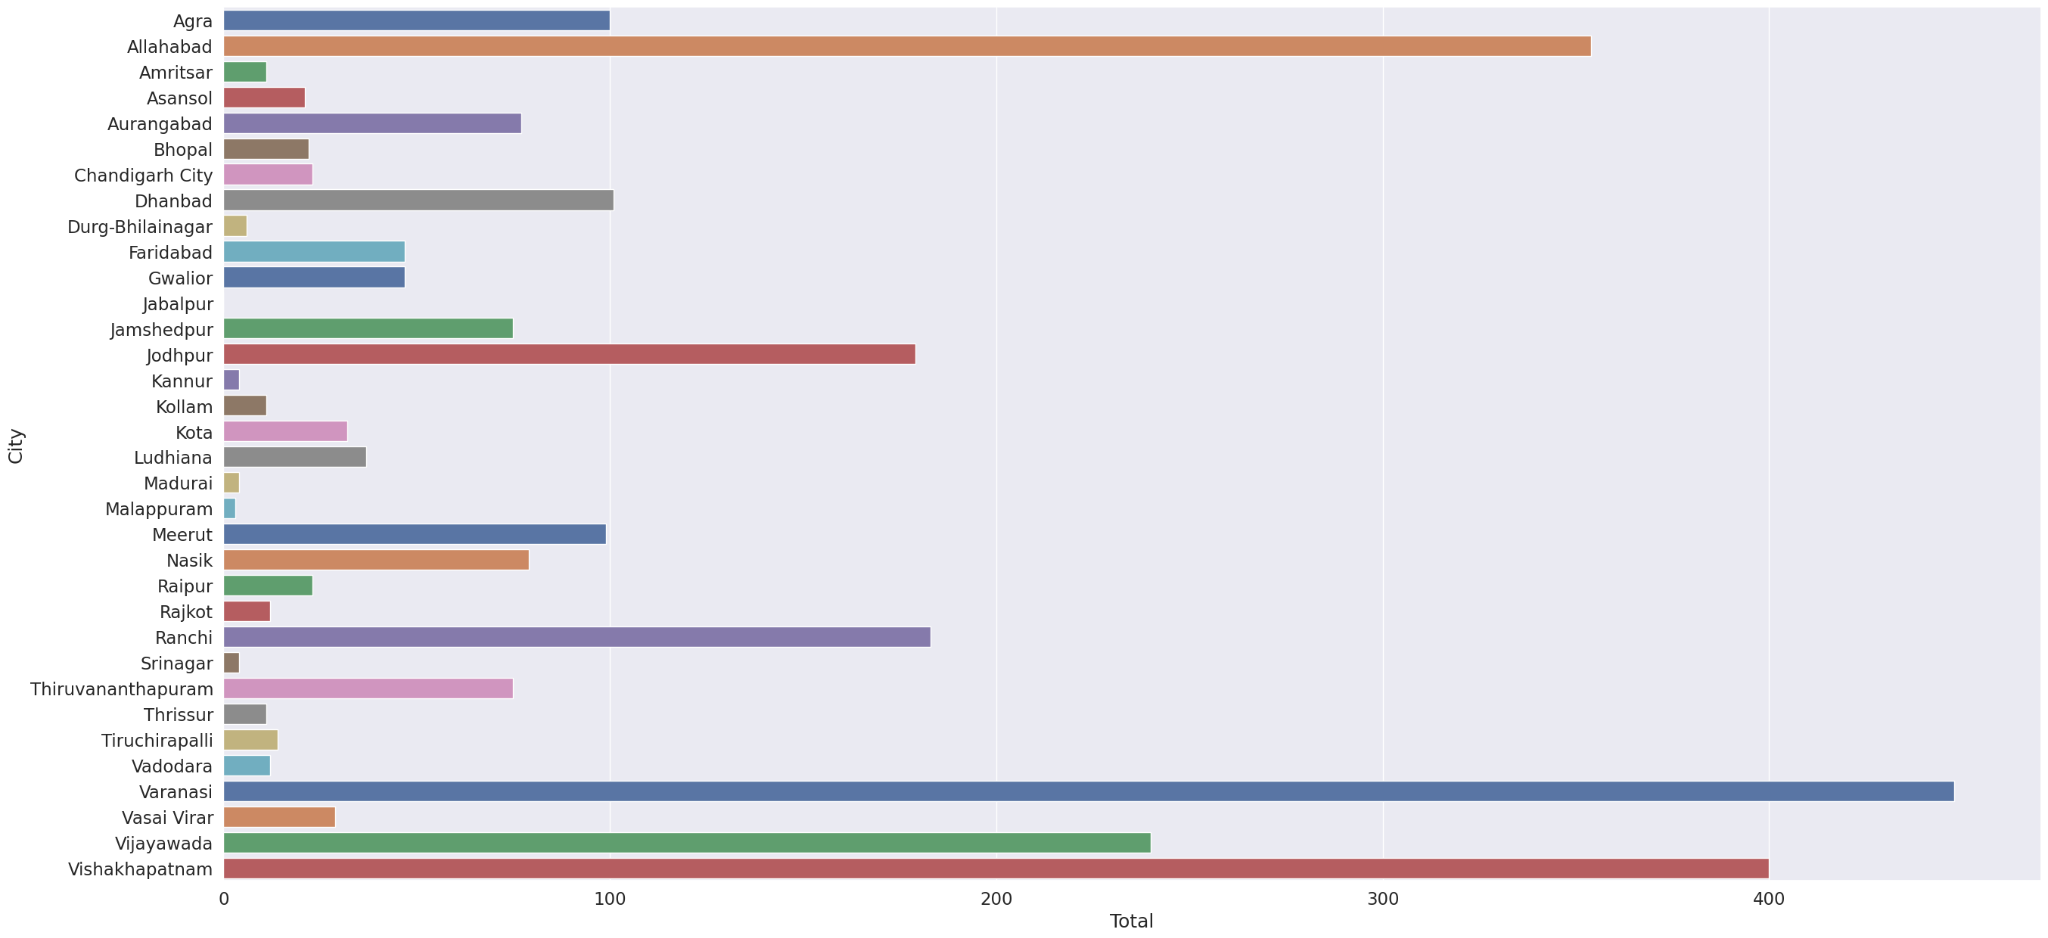 Agra
Allahabad
Amritsar
Asansol
Aurangabad
Bhopal
Chandigarh City
Dhanbad
Durg-Bhilainagar
Faridabad
Gwalior
Jabalpur
Jamshedpur
Jodhpur
Kannur
Kollam
Kota
Ludhiana
Madurai
Malappuram
Meerut
Nasik
Raipur
Rajkot
Ranchi
Srinagar
Thiruvananthapuram
Thrissur
Tiruchirapalli
Vadodara
Varanasi
Vasai Virar
Vijayawada
Vishakhapatnam
City
0 100 200 300 400
Total